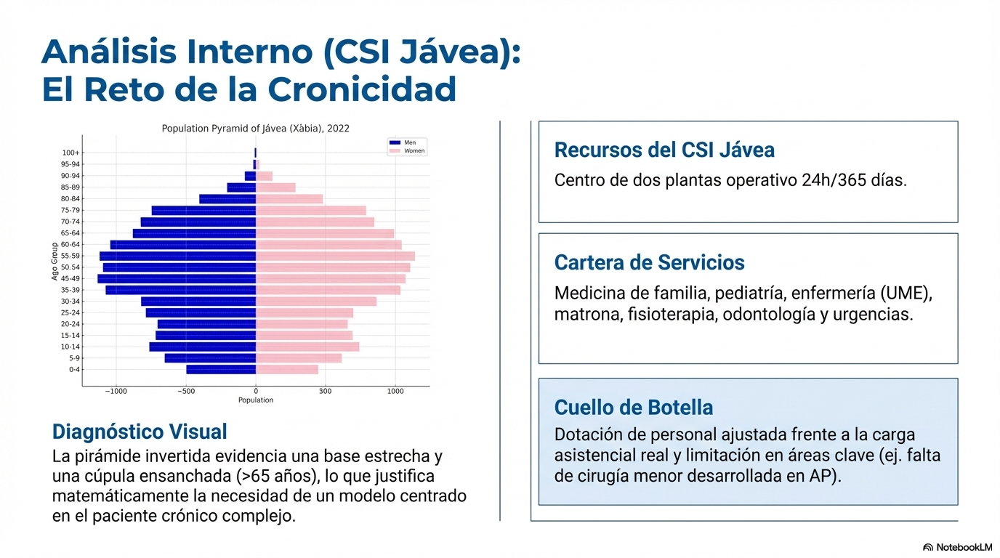 Análisis Interno (CSI Jávea):
El Reto de la Cronicidad
Population Pyramid of Jávea (Xàbia), 2022
Men
Women
100+
95-94
90-94
85-89
80-84
75-79
70-74
65-64
60-64
55-59
50-54
45-49
35-39
30-34
25-24
20-24
15-14
10-14
5-9
0-4
Ago Group
−1000
−500
0
300
1000
Population
Diagnóstico Visual
La pirámide invertida evidencia una base estrecha y
una cúpula ensanchada (>65 años), lo que justifica
matemáticamente la necesidad de un modelo centrado
en el paciente crónico complejo.
Recursos del CSI Jávea
Centro de dos plantas operativo 24h/365 días.
Cartera de Servicios
Medicina de familia, pediatría, enfermería (UME),
matrona, fisioterapia, odontología y urgencias.
Cuello de Botella
Dotación de personal ajustada frente a la carga
asistencial real y limitación en áreas clave (ej. falta
de cirugía menor desarrollada en AP).
NotebookLM